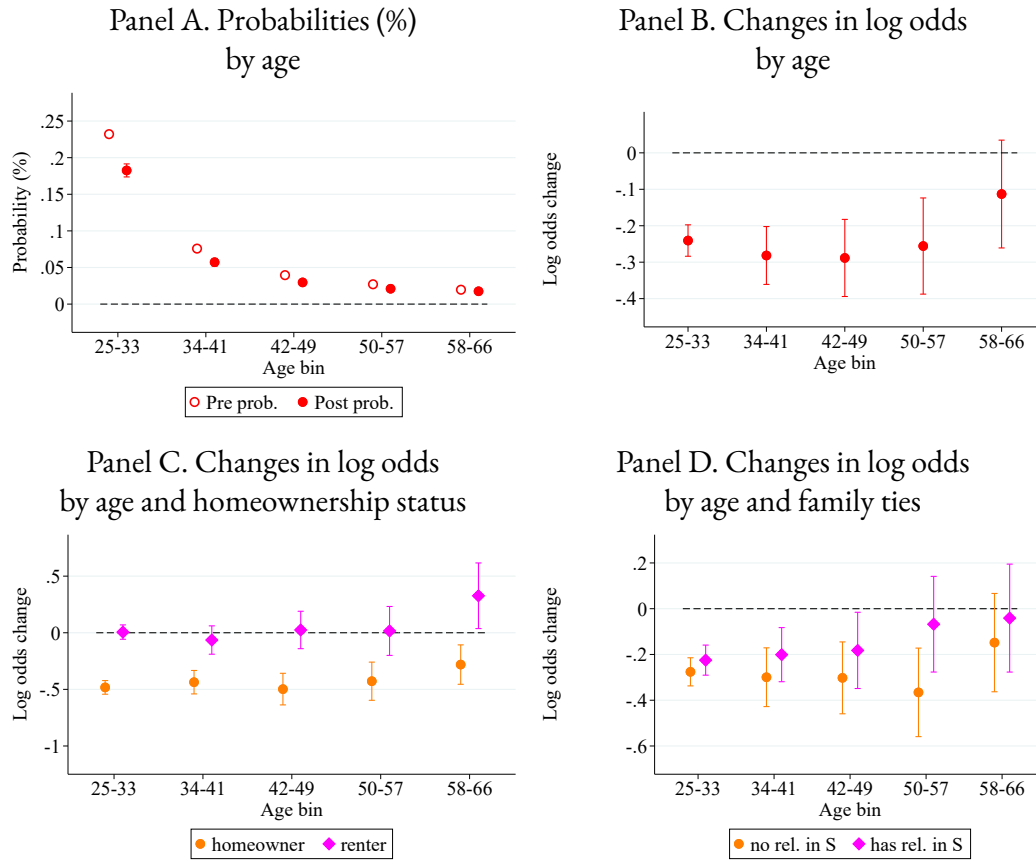 Panel A. Probabilities (%)
by age
Probability (%)
.25
.2
.15
.1
.05
0
25-33
34-41
42-49
50-57
58-66
Age bin
Pre prob.
Post prob.
Panel B. Changes in log odds
by age
Log odds change
0
-.1
-.2
-.3
-.4
25-33
34-41
42-49
50-57
58-66
Age bin
Panel C. Changes in log odds
by age and homeownership status
Log odds change
.5
0
-.5
-1
25-33
34-41
42-49
50-57
58-66
Age bin
homeowner
renter
Panel D. Changes in log odds
by age and family ties
Log odds change
.2
0
-.2
-.4
-.6
25-33
34-41
42-49
50-57
58-66
Age bin
no rel. in S
has rel. in S